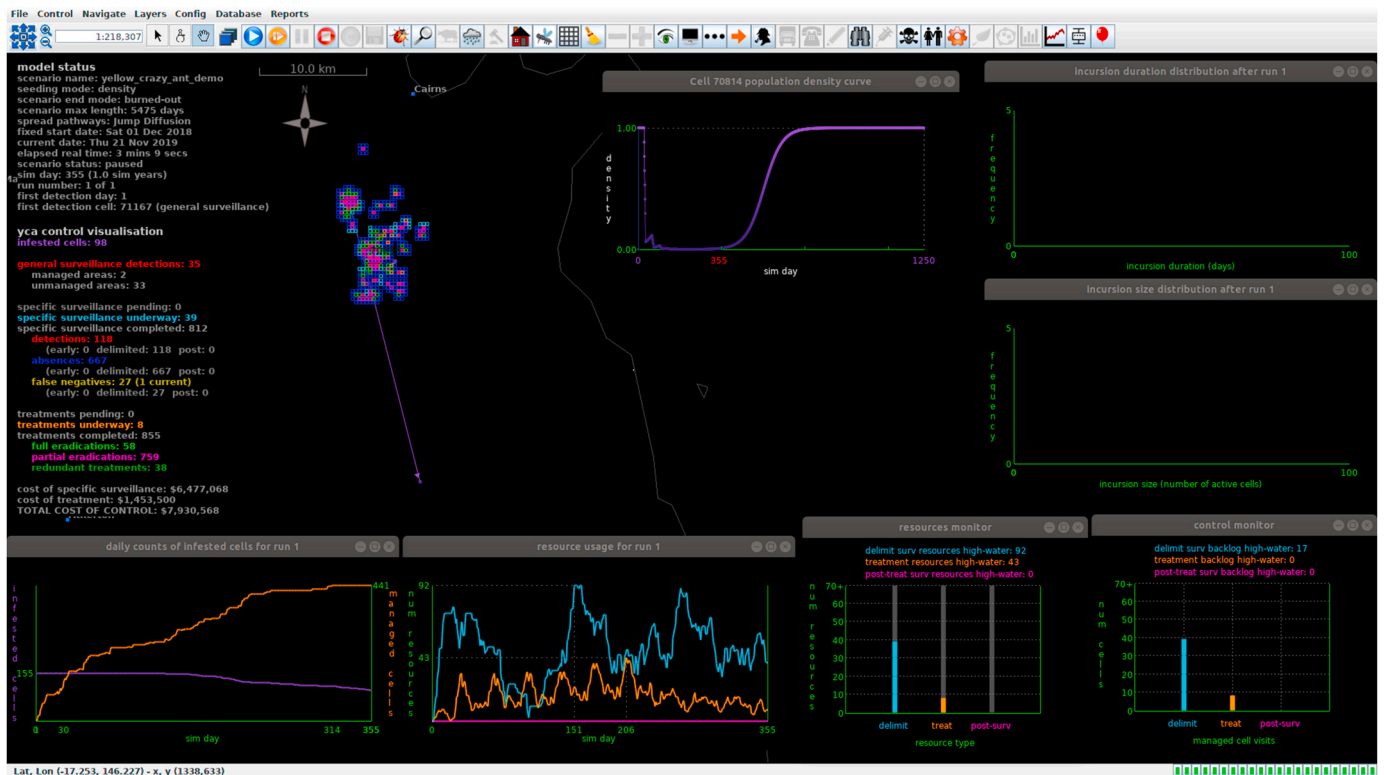 File Control Navigate Layers Config Database Reports
1:218,307
model status
scenario name: yellow_crazy_ant_demo
seeding mode: density
scenario end mode: burned-out
scenario max length: 5475 days
spread pathways: Jump Diffusion
fixed start date: Sat 01 Dec 2018
current date: Thu 21 Nov 2019
elapsed real time: 3 mins 9 secs
scenario status: paused
sim day: 355 (1.0 sim years)
run number: 1 of 1
first detection day: 1
first detection cell: 71167 (general surveillance)
yca control visualisation
infested cells: 98
general surveillance detections: 35
managed areas: 2
unmanaged areas: 33
specific surveillance pending: 0
specific surveillance underway: 39
specific surveillance completed: 812
detections: 118
(early: 0 delimited: 118 post: 0)
absences: 667
(early: 0 delimited: 667 post: 0)
false negatives: 27 (1 current)
(early: 0 delimited: 27 post: 0)
treatments pending: 0
treatments underway: 8
treatments completed: 855
full eradications: 58
partial eradications: 759
redundant treatments: 38
cost of specific surveillance: $6,477,068
cost of treatment: $1,453,500
TOTAL COST OF CONTROL: $7,930,568
10.0 km
N
Cairns
Cell 70814 population density curve
1.00
density
0.00
0 355 1250
sim day
incursion duration distribution after run 1
5
frequency
0
0 100
incursion duration (days)
incursion size distribution after run 1
5
frequency
0
0 100
incursion size (number of active cells)
daily counts of infested cells for run 1
infested cells
155
441
managed cells
0 30 314 355
sim day
resource usage for run 1
92
num resources
43
0 151 206 355
sim day
resources monitor
delimit surv resources high-water: 92
treatment resources high-water: 43
post-treat surv resources high-water: 0
70+
60
50
40
30
20
10
0
num resources
delimit treat post-surv
resource type
control monitor
delimit surv backlog high-water: 17
treatment backlog high-water: 0
post-treat surv backlog high-water: 0
70+
60
50
40
30
20
10
0
num cells
delimit treat post-surv
managed cell visits
Lat, Lon (-17.253, 146.227) - x, y (1338,633)